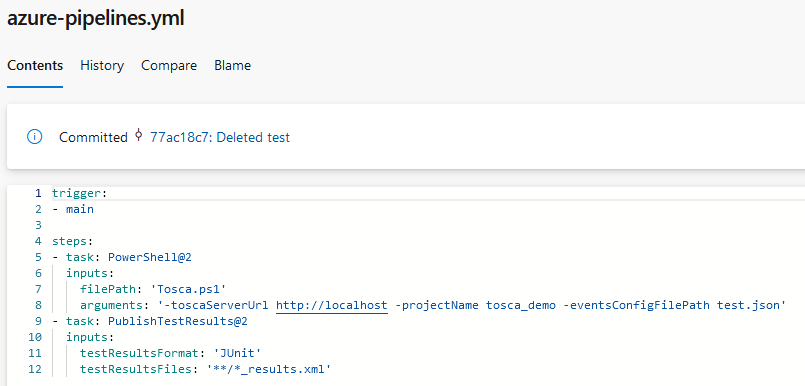 azure-pipelines.yml
Contents History Compare Blame
Committed 77ac18c7: Deleted test
1 trigger:
2 - main
3
4 steps:
5 - task: PowerShell@2
6   inputs:
7     filePath: 'Tosca.ps1'
8     arguments: '-toscaServerUrl http://localhost -projectName tosca_demo -eventsConfigFilePath test.json'
9 - task: PublishTestResults@2
10   inputs:
11     testResultsFormat: 'JUnit'
12     testResultsFiles: '**/*_results.xml'